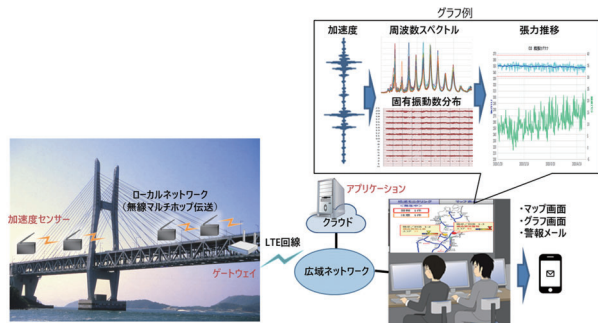 グラフ例
加速度
周波数スペクトル
張力推移
固有振動数分布
ローカルネットワーク
（無線マルチホップ伝送）
加速度センサー
ゲートウェイ
LTE回線
アプリケーション
クラウド
広域ネットワーク
・マップ画面
・グラフ画面
・警報メール